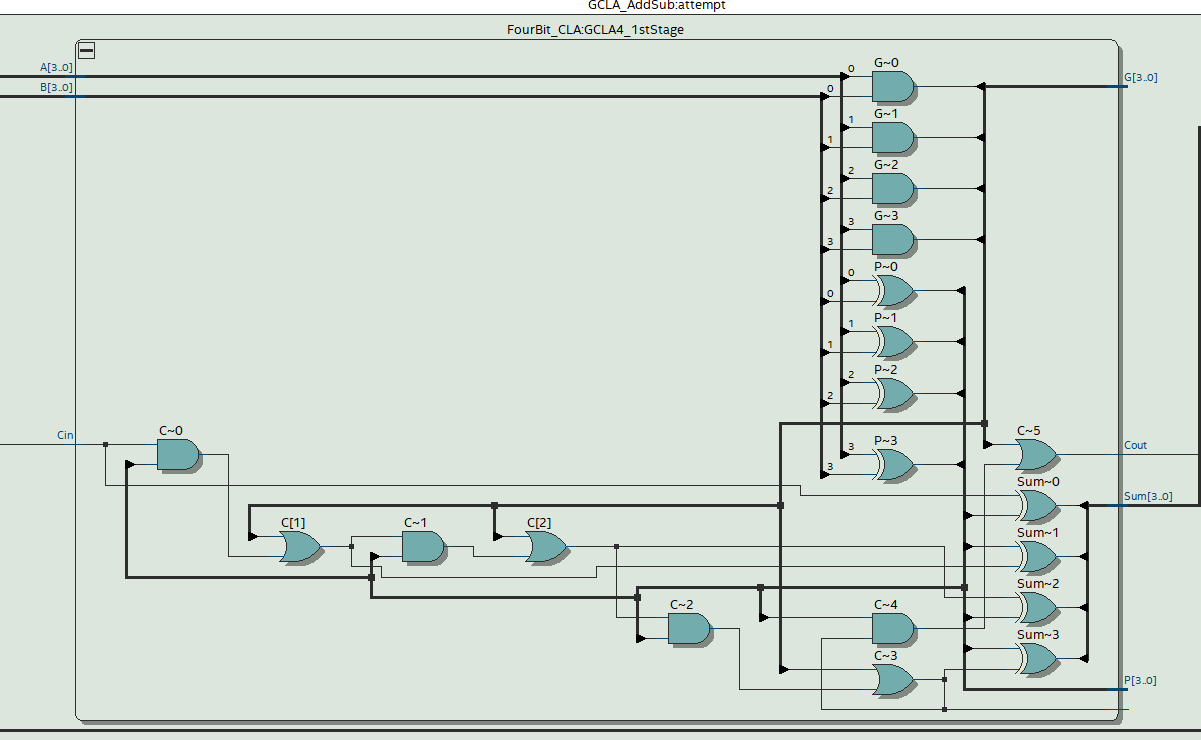 GCLA_AddSub:attempt
FourBit_CLA:GCLA4_1stStage
A[3..0]
B[3..0]
0
0
G~0
G[3..0]
1
1
G~1
2
2
G~2
3
3
G~3
0
0
P~0
1
1
P~1
2
2
P~2
3
3
P~3
Cin
C~0
C~5
Cout
Sum~0
Sum[3..0]
C[1]
C~1
C[2]
Sum~1
Sum~2
C~2
C~4
Sum~3
C~3
P[3..0]